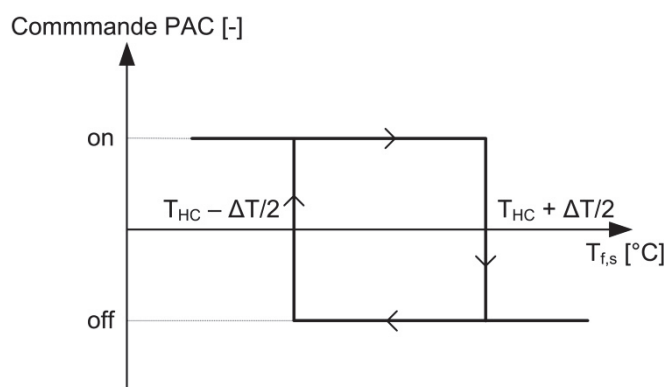 Commmande PAC [-]
on
T_HC – ΔT/2
T_HC + ΔT/2
T_f,s [°C]
off